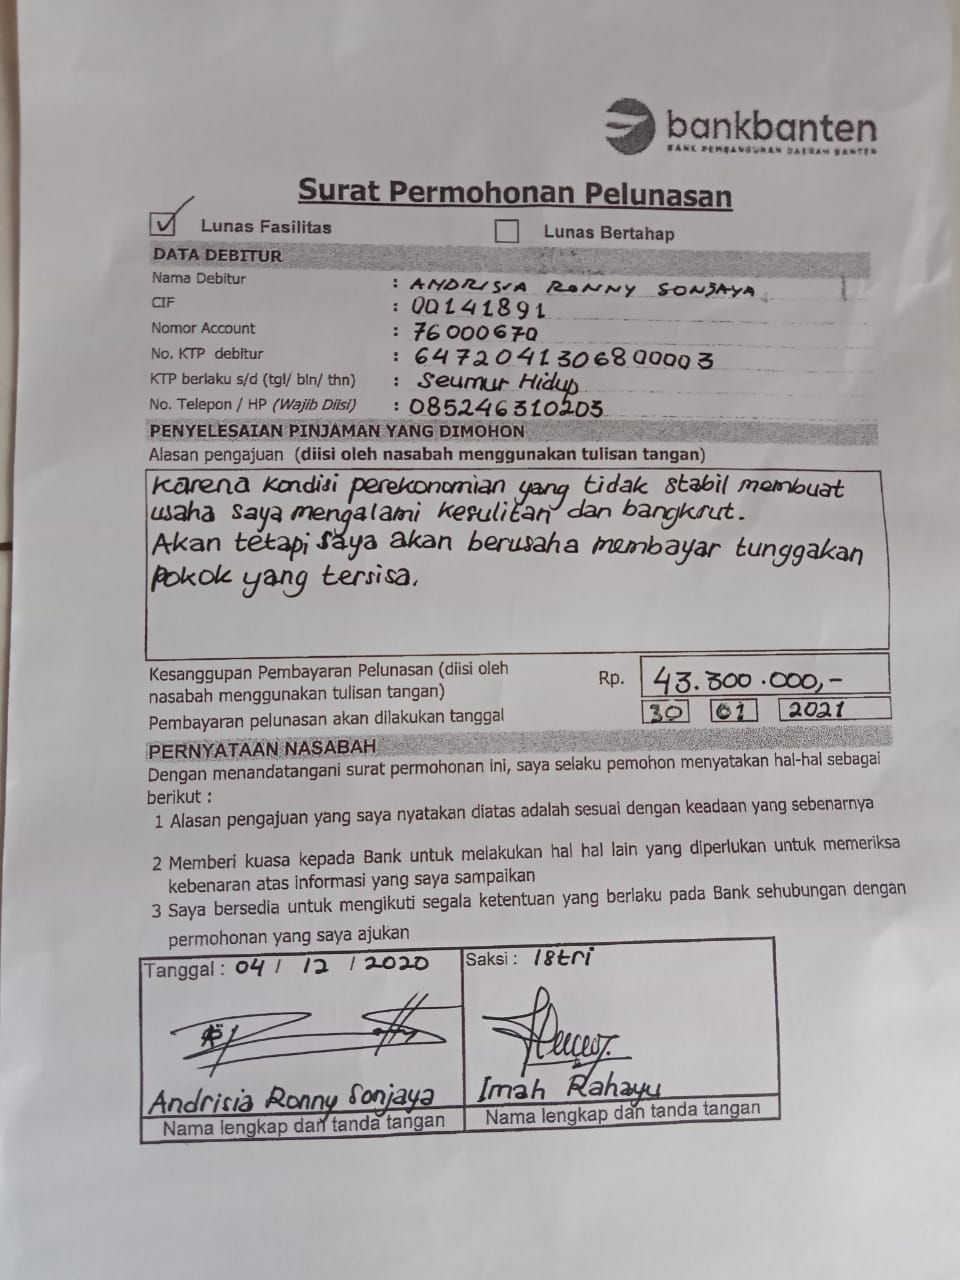 bankbanten
BANK PEMBANGUNAN DAERAH BANTEN
Surat Permohonan Pelunasan
Lunas Fasilitas Lunas Bertahap
DATA DEBITUR
Nama Debitur : ANDRISIA RONNY SONJAYA
CIF : 00141891
Nomor Account : 76000670
No. KTP debitur : 6472041306800003
KTP berlaku s/d (tgl/ bln/ thn) : Seumur Hidup
No. Telepon / HP (Wajib Diisi) : 085246310203
PENYELESAIAN PINJAMAN YANG DIMOHON
Alasan pengajuan (diisi oleh nasabah menggunakan tulisan tangan)
Karena kondisi perekonomian yang tidak stabil membuat
usaha saya mengalami kesulitan dan bangkrut.
Akan tetapi saya akan berusaha membayar tunggakan
pokok yang tersisa.
Kesanggupan Pembayaran Pelunasan (diisi oleh
nasabah menggunakan tulisan tangan) Rp. 43.300.000,-
Pembayaran pelunasan akan dilakukan tanggal 30 01 2021
PERNYATAAN NASABAH
Dengan menandatangani surat permohonan ini, saya selaku pemohon menyatakan hal-hal sebagai
berikut :
1 Alasan pengajuan yang saya nyatakan diatas adalah sesuai dengan keadaan yang sebenarnya
2 Memberi kuasa kepada Bank untuk melakukan hal hal lain yang diperlukan untuk memeriksa
kebenaran atas informasi yang saya sampaikan
3 Saya bersedia untuk mengikuti segala ketentuan yang berlaku pada Bank sehubungan dengan
permohonan yang saya ajukan
Tanggal : 04 / 12 / 2020 Saksi : Istri
Andrisia Ronny Sonjaya Imah Rahayu
Nama lengkap dan tanda tangan Nama lengkap dan tanda tangan